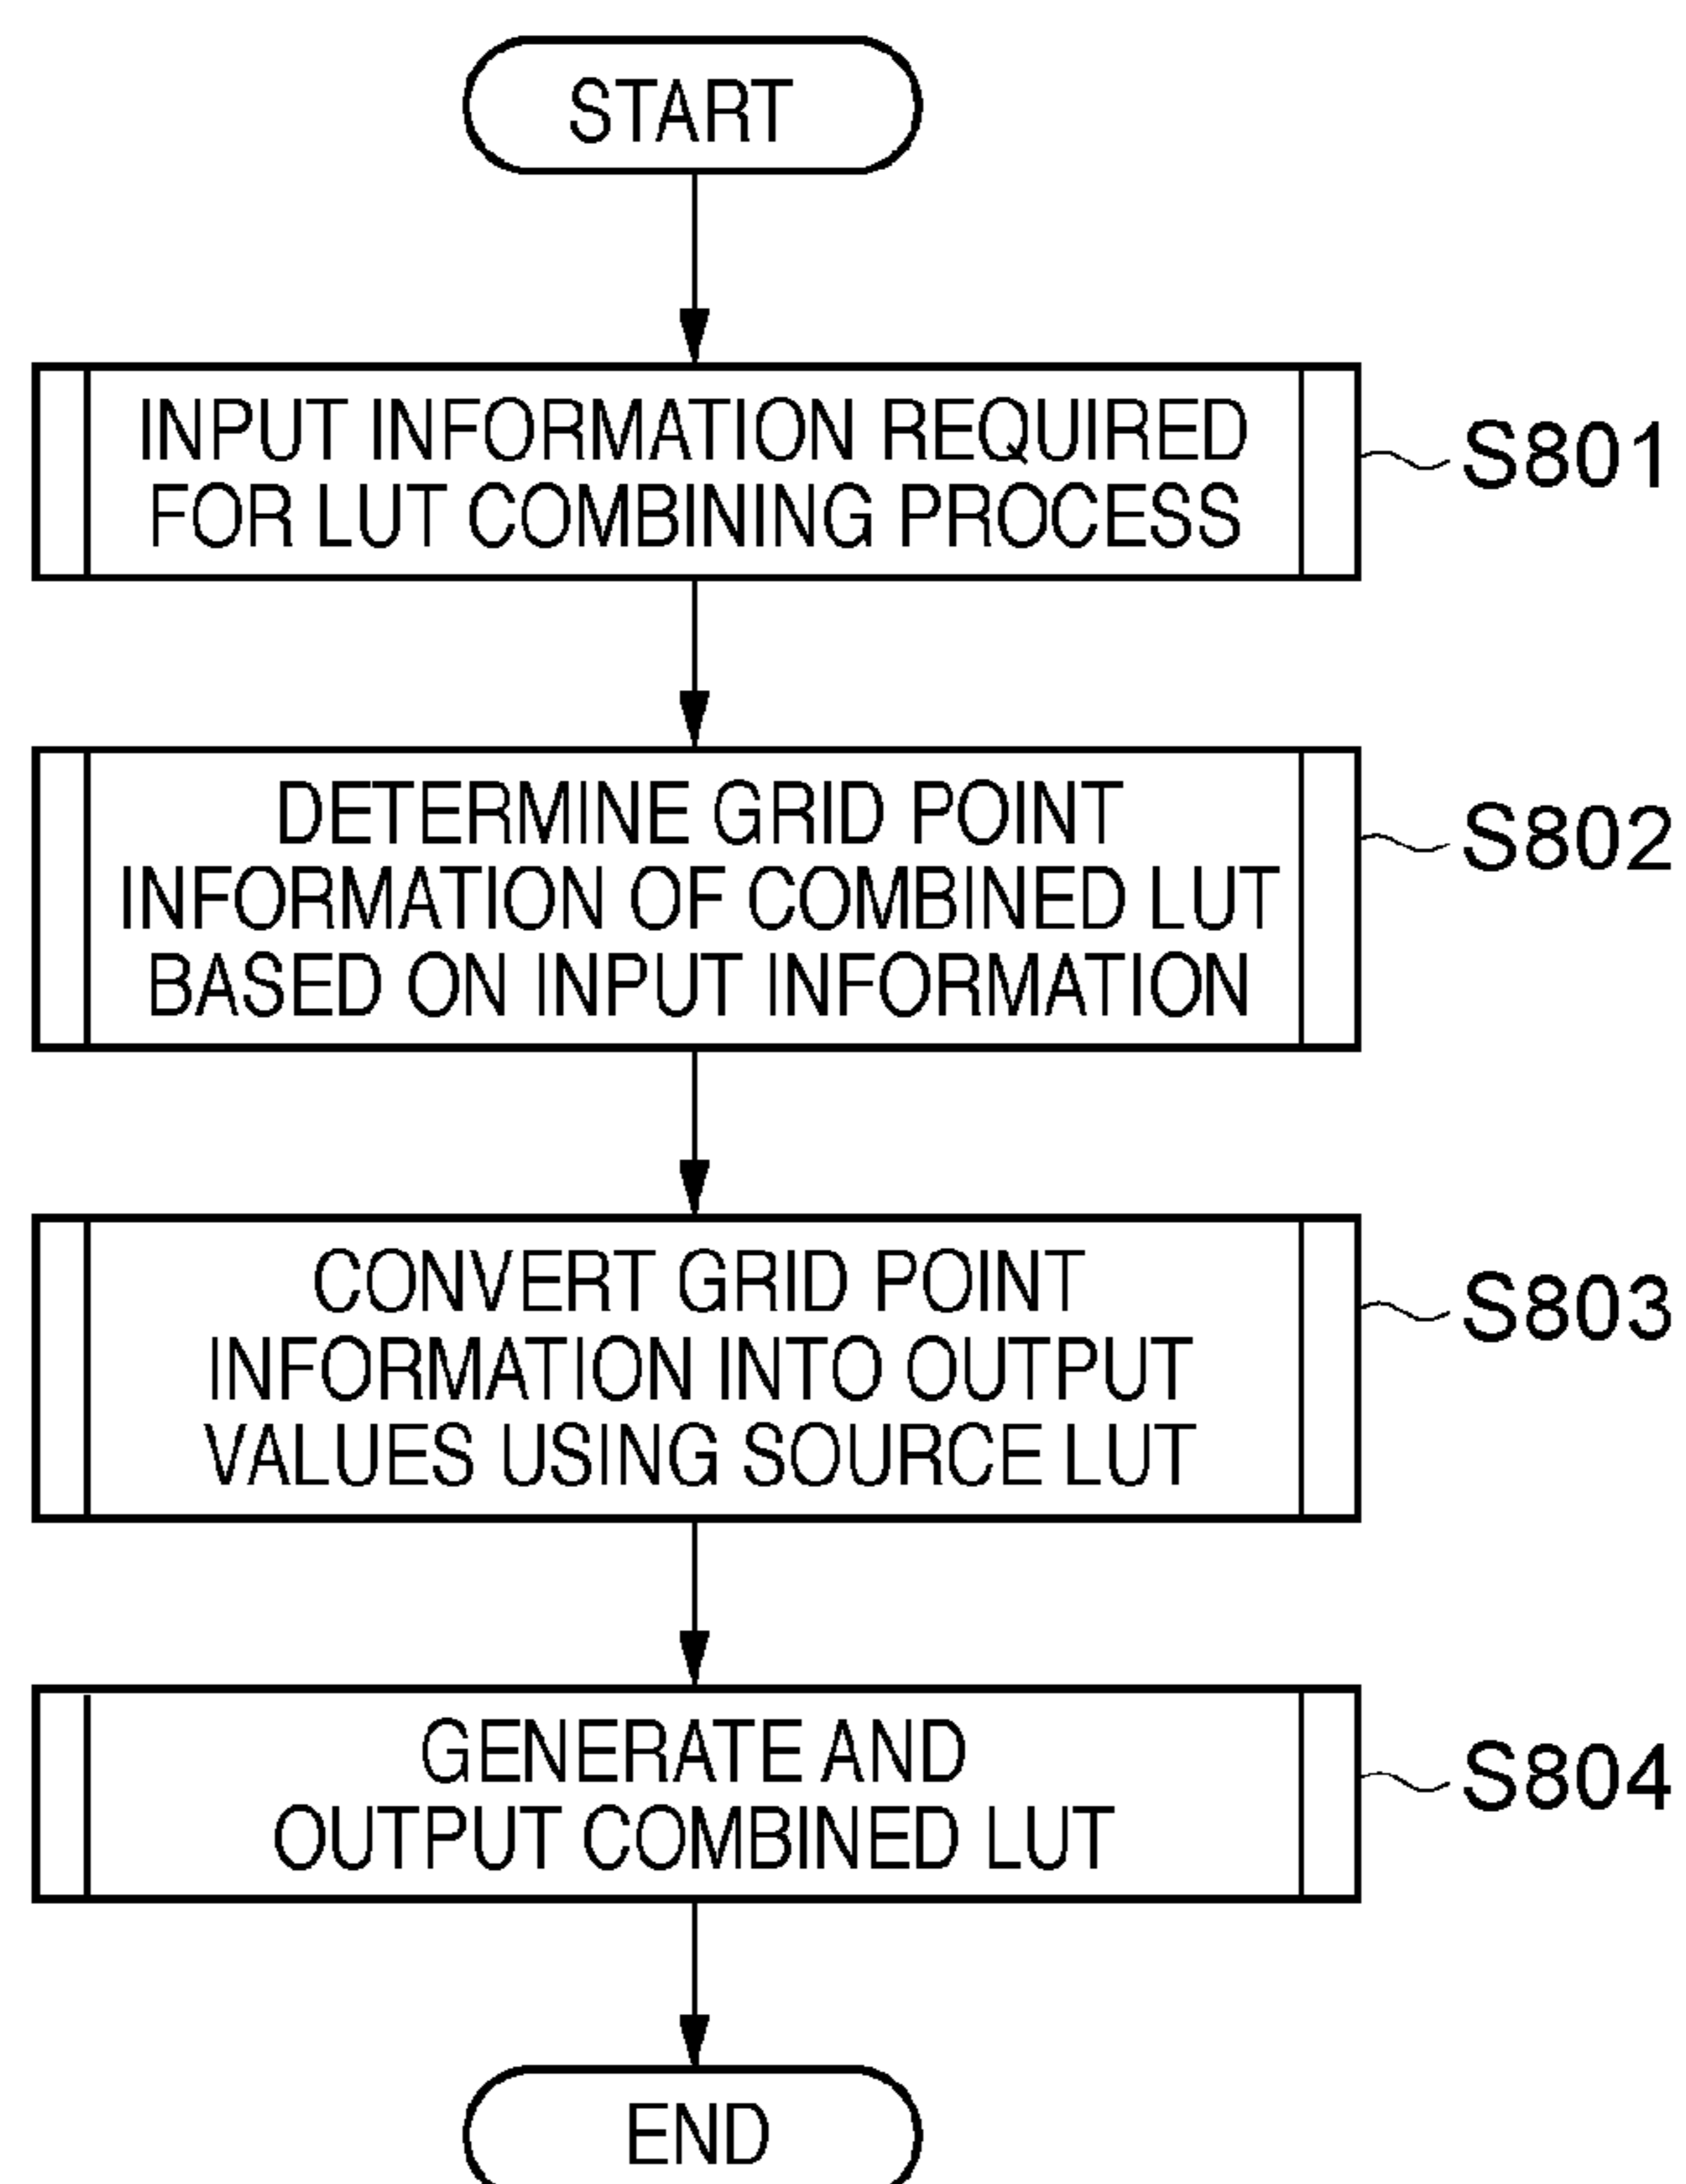 START
INPUT INFORMATION REQUIRED
FOR LUT COMBINING PROCESS
S801
DETERMINE GRID POINT
INFORMATION OF COMBINED LUT
BASED ON INPUT INFORMATION
S802
CONVERT GRID POINT
INFORMATION INTO OUTPUT
VALUES USING SOURCE LUT
S803
GENERATE AND
OUTPUT COMBINED LUT
S804
END